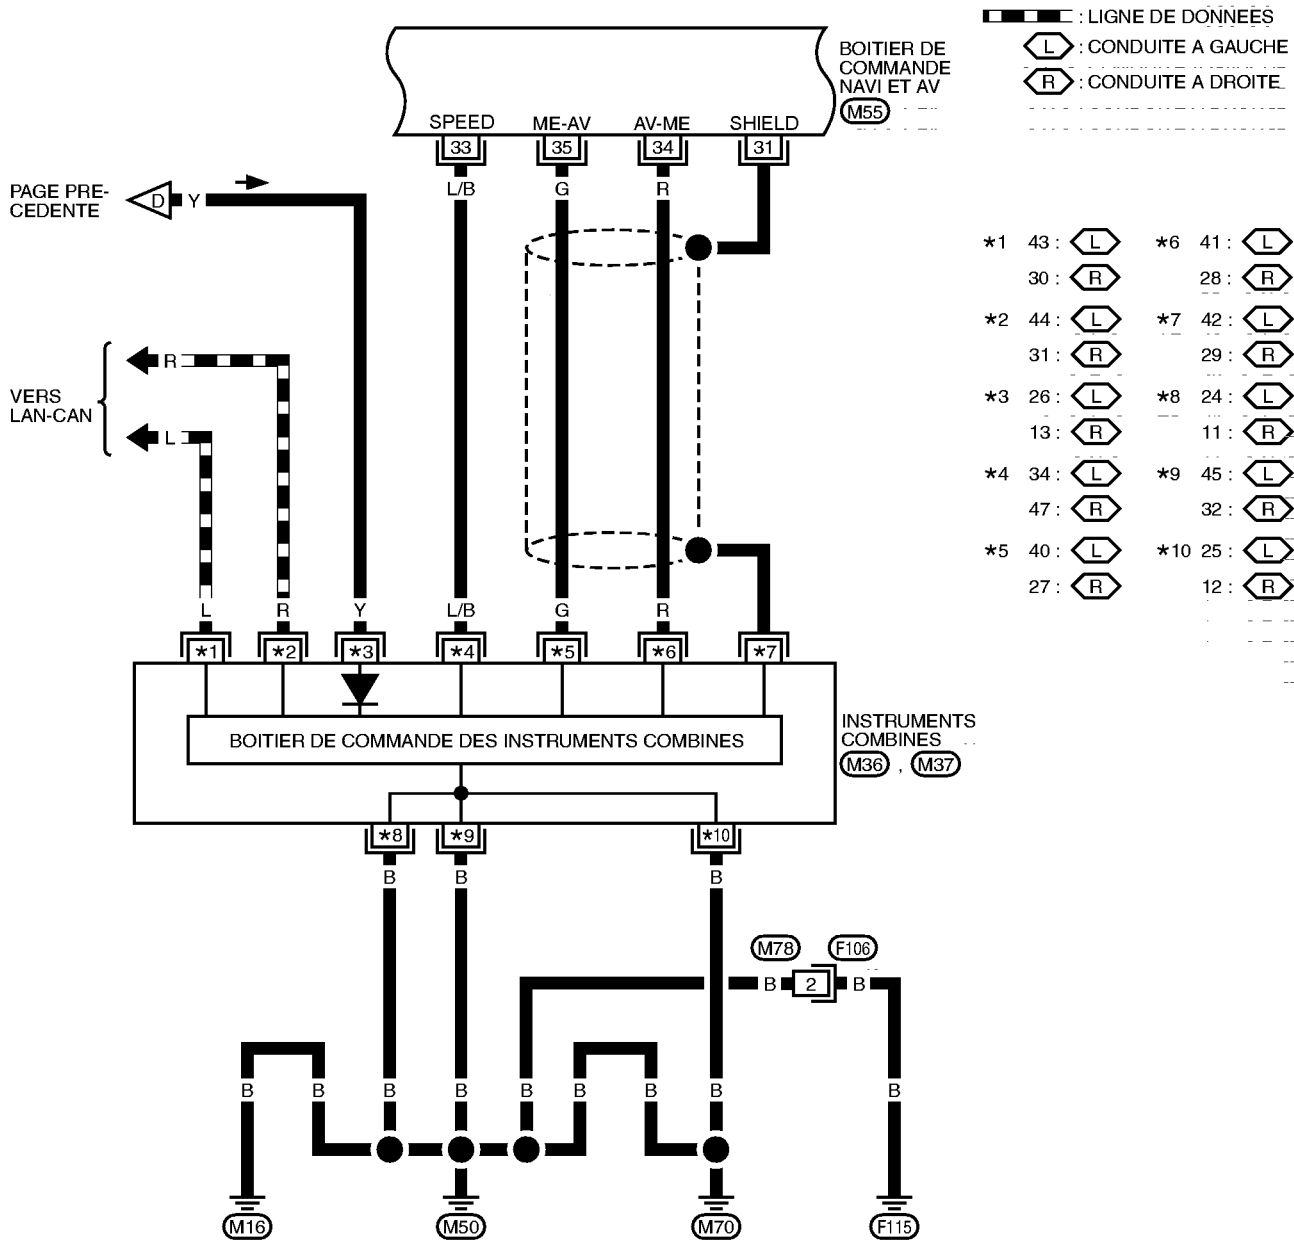 : LIGNE DE DONNEES
L : CONDUITE A GAUCHE
R : CONDUITE A DROITE
BOITIER DE
COMMANDE
NAVI ET AV
M55
SPEED ME-AV AV-ME SHIELD
33 35 34 31
L/B G R
PAGE PRE-
CEDENTE
D Y
VERS
LAN-CAN
R
L
*1 43 : L *6 41 : L
30 : R 28 : R
*2 44 : L *7 42 : L
31 : R 29 : R
*3 26 : L *8 24 : L
13 : R 11 : R
*4 34 : L *9 45 : L
47 : R 32 : R
*5 40 : L *10 25 : L
27 : R 12 : R
L R Y L/B G R
*1 *2 *3 *4 *5 *6 *7
BOITIER DE COMMANDE DES INSTRUMENTS COMBINES
INSTRUMENTS
COMBINES
M36 , M37
*8 *9 *10
B B B
M78 F106
B 2 B
B B B B B B B B B
M16 M50 M70 F115